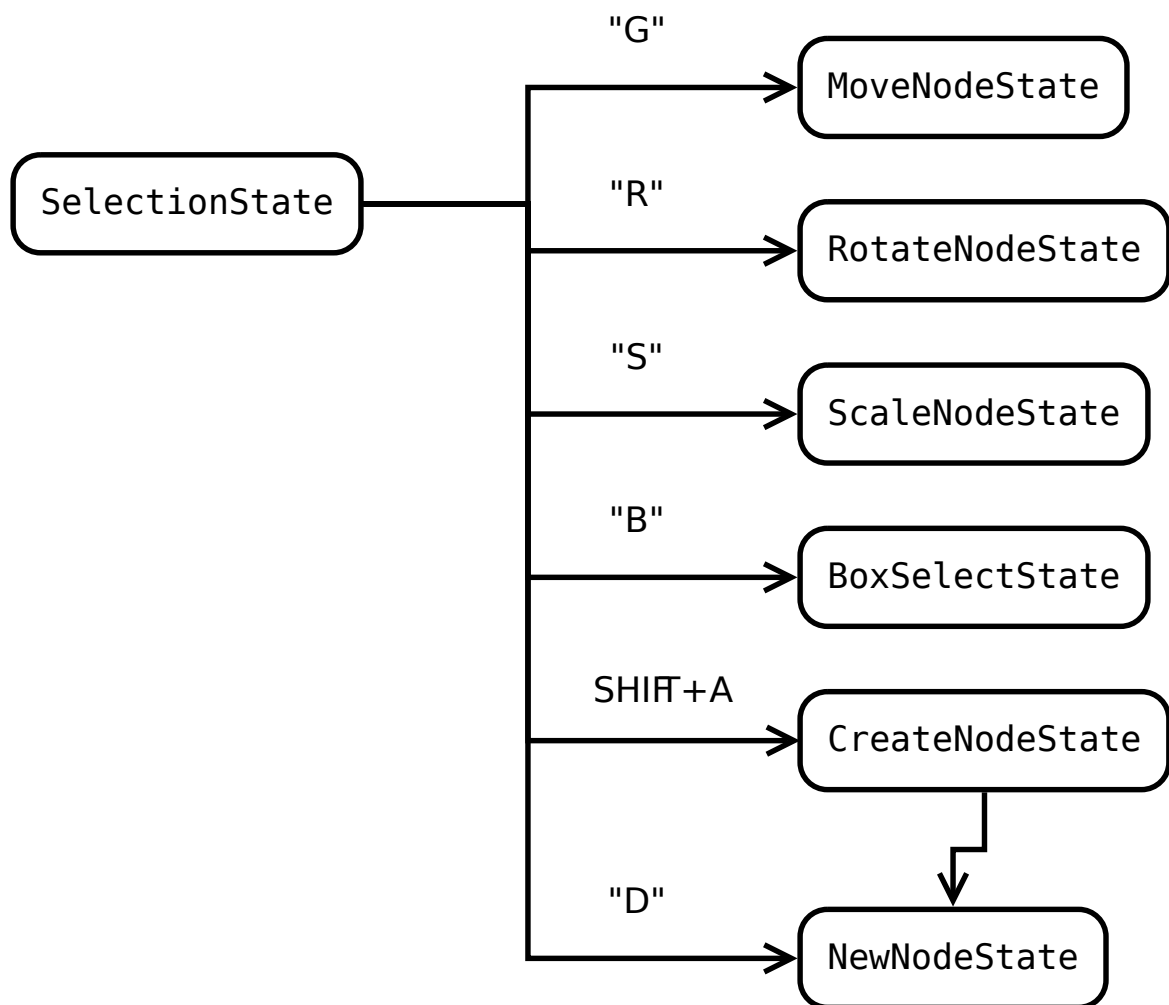 "G"
MoveNodeState
SelectionState
"R"
RotateNodeState
"S"
ScaleNodeState
"B"
BoxSelectState
SHIFT+A
CreateNodeState
"D"
NewNodeState